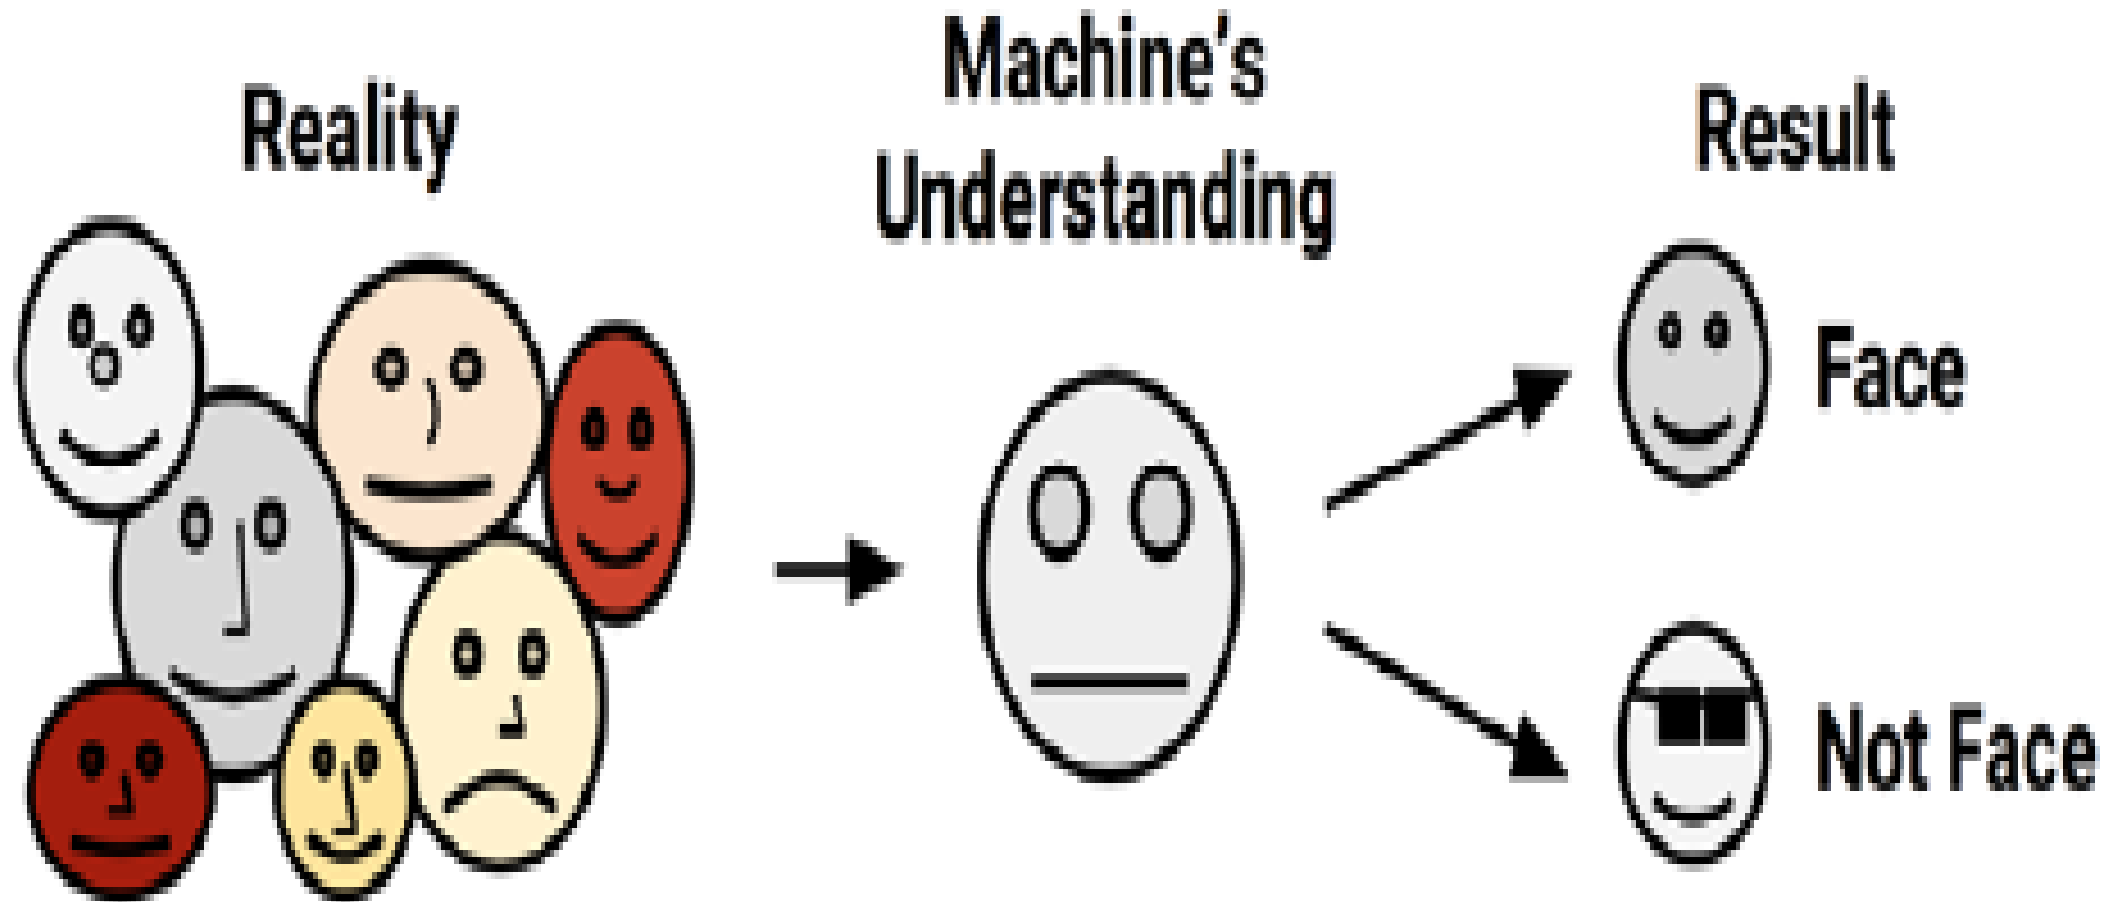 Reality
Machine's
Understanding
Result
Face
Not Face